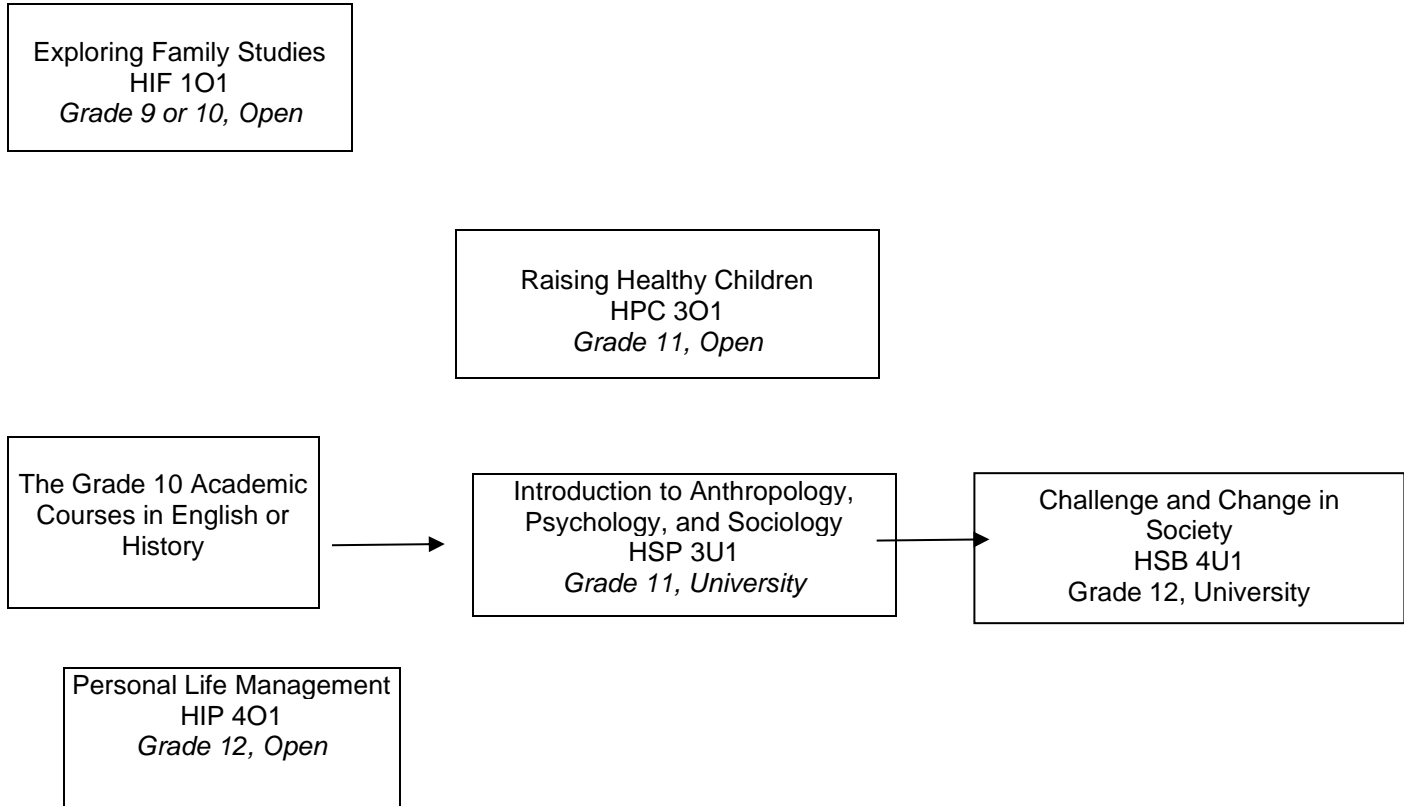 Exploring Family Studies
HIF 1O1
Grade 9 or 10, Open
Raising Healthy Children
HPC 3O1
Grade 11, Open
The Grade 10 Academic
Courses in English or
History
Introduction to Anthropology,
Psychology, and Sociology
HSP 3U1
Grade 11, University
Challenge and Change in
Society
HSB 4U1
Grade 12, University
Personal Life Management
HIP 4O1
Grade 12, Open